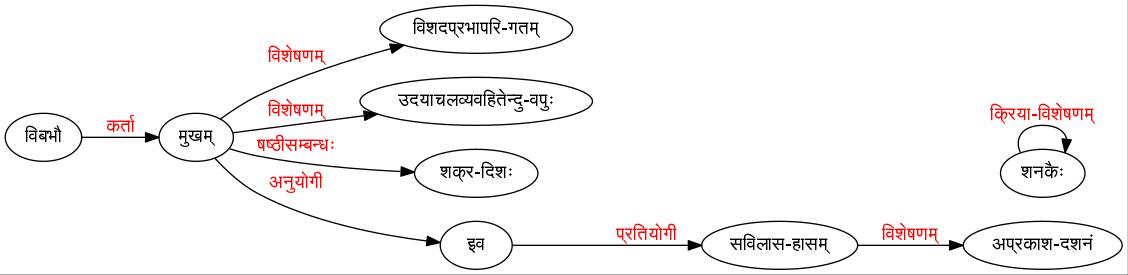 विशदप्रभापरि-गतम्
विशेषणम्
उदयाचलव्यवहितेन्दु-वपुः
विशेषणम्
क्रिया-विशेषणम्
विबभौ
कर्ता
मुखम्
षष्ठीसम्बन्धः
शक्र-दिशः
शनकैः
अनुयोगी
इव
प्रतियोगी
सविलास-हासम्
विशेषणम्
अप्रकाश-दशनं